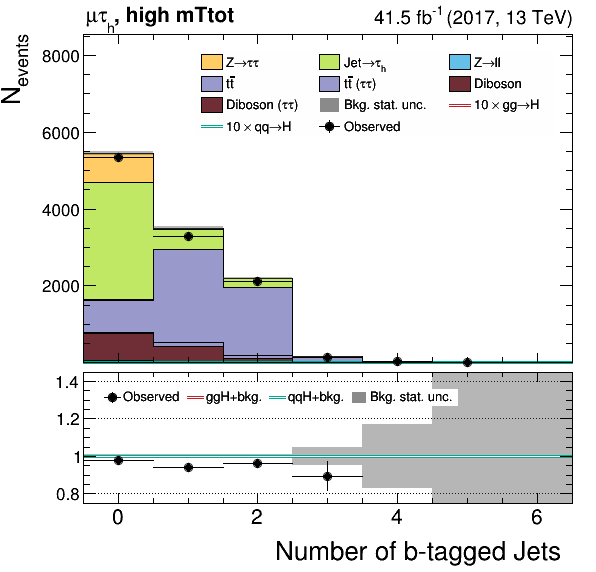 μτh, high mTtot 41.5 fb⁻¹ (2017, 13 TeV)
Nevents
8000
6000
4000
2000
Z→ττ Jet→τh Z→ll
tt̄ tt̄ (ττ) Diboson
Diboson (ττ) Bkg. stat. unc. 10 × gg→H
10 × qq→H Observed
1.4
1.2
1
0.8
Observed ggH+bkg. qqH+bkg. Bkg. stat. unc.
0 2 4 6
Number of b-tagged Jets